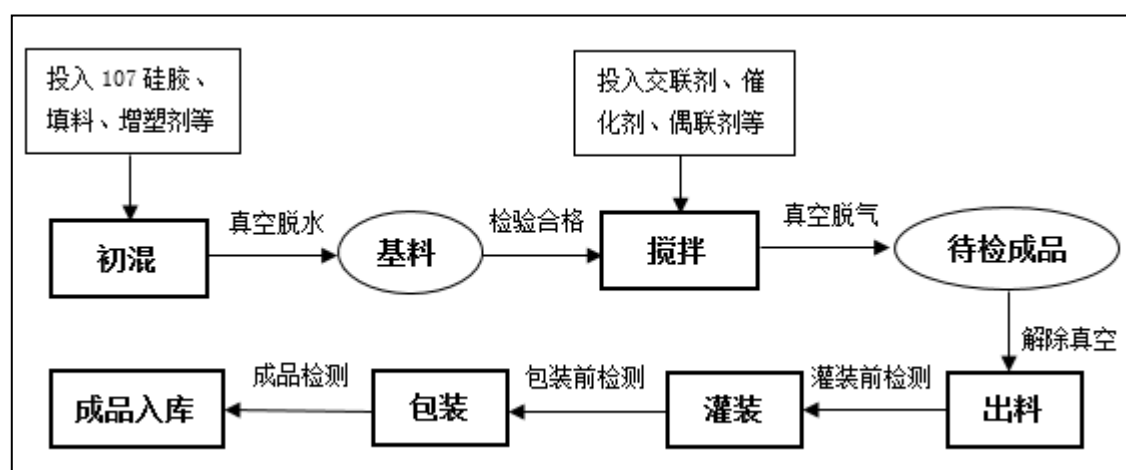 投入 107 硅胶、
填料、增塑剂等
投入交联剂、催
化剂、偶联剂等
初混
真空脱水
基料
检验合格
搅拌
真空脱气
待检成品
解除真空
出料
灌装前检测
灌装
包装前检测
包装
成品检测
成品入库